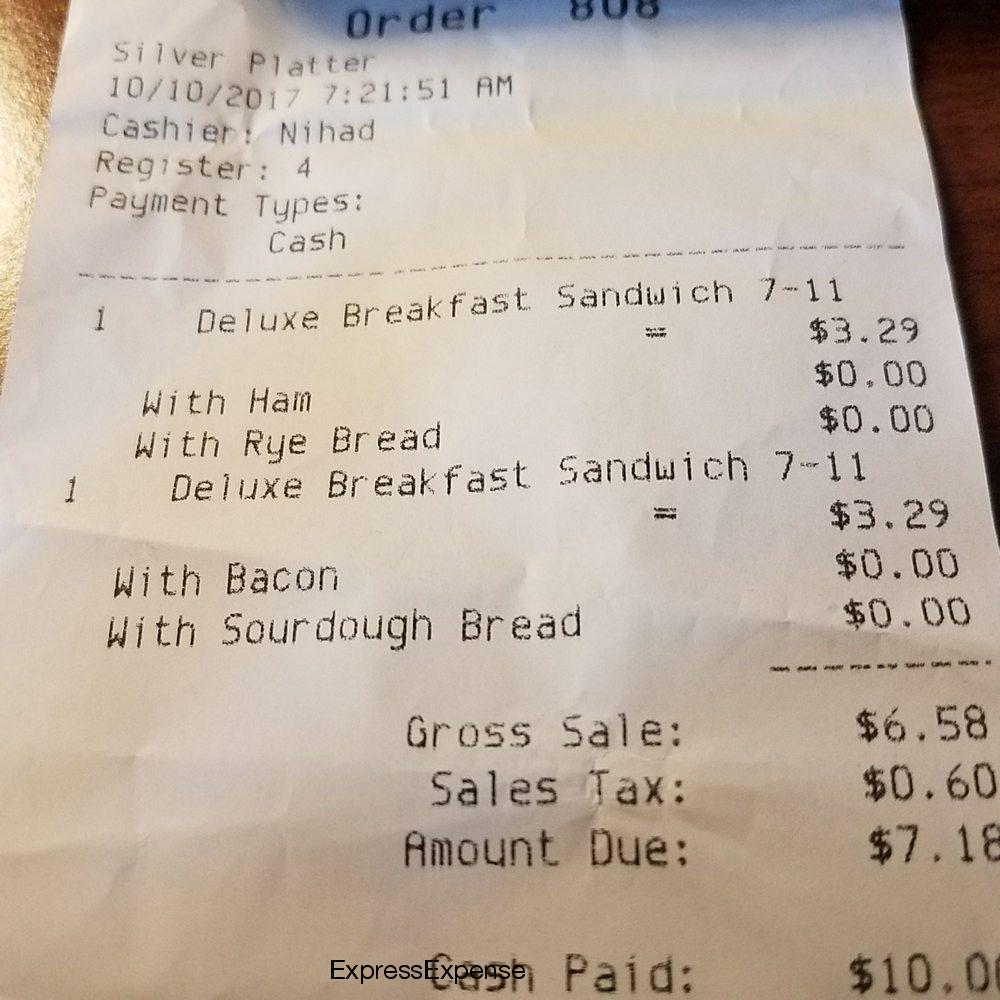 Order 808
Silver Platter
10/10/2017 7:21:51 AM
Cashier: Nihad
Register: 4
Payment Types:
Cash
1 Deluxe Breakfast Sandwich 7-11
= $3.29
$0.00
With Ham
$0.00
With Rye Bread
1 Deluxe Breakfast Sandwich 7-11
= $3.29
With Bacon $0.00
With Sourdough Bread $0.00
Gross Sale: $6.58
Sales Tax: $0.60
Amount Due: $7.18
Cash Paid: $10.00
ExpressExpense